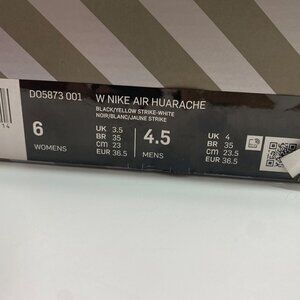 DO5873 001 W NIKE AIR HUARACHE
BLACK/YELLOW STRIKE-WHITE
NOIR/BLANC/JAUNE STRIKE
6
WOMENS
UK 3.5
BR 35
CM 23
EUR 36.5
4.5
MENS
UK 4
BR 35
CM 23.5
EUR 36.5
14